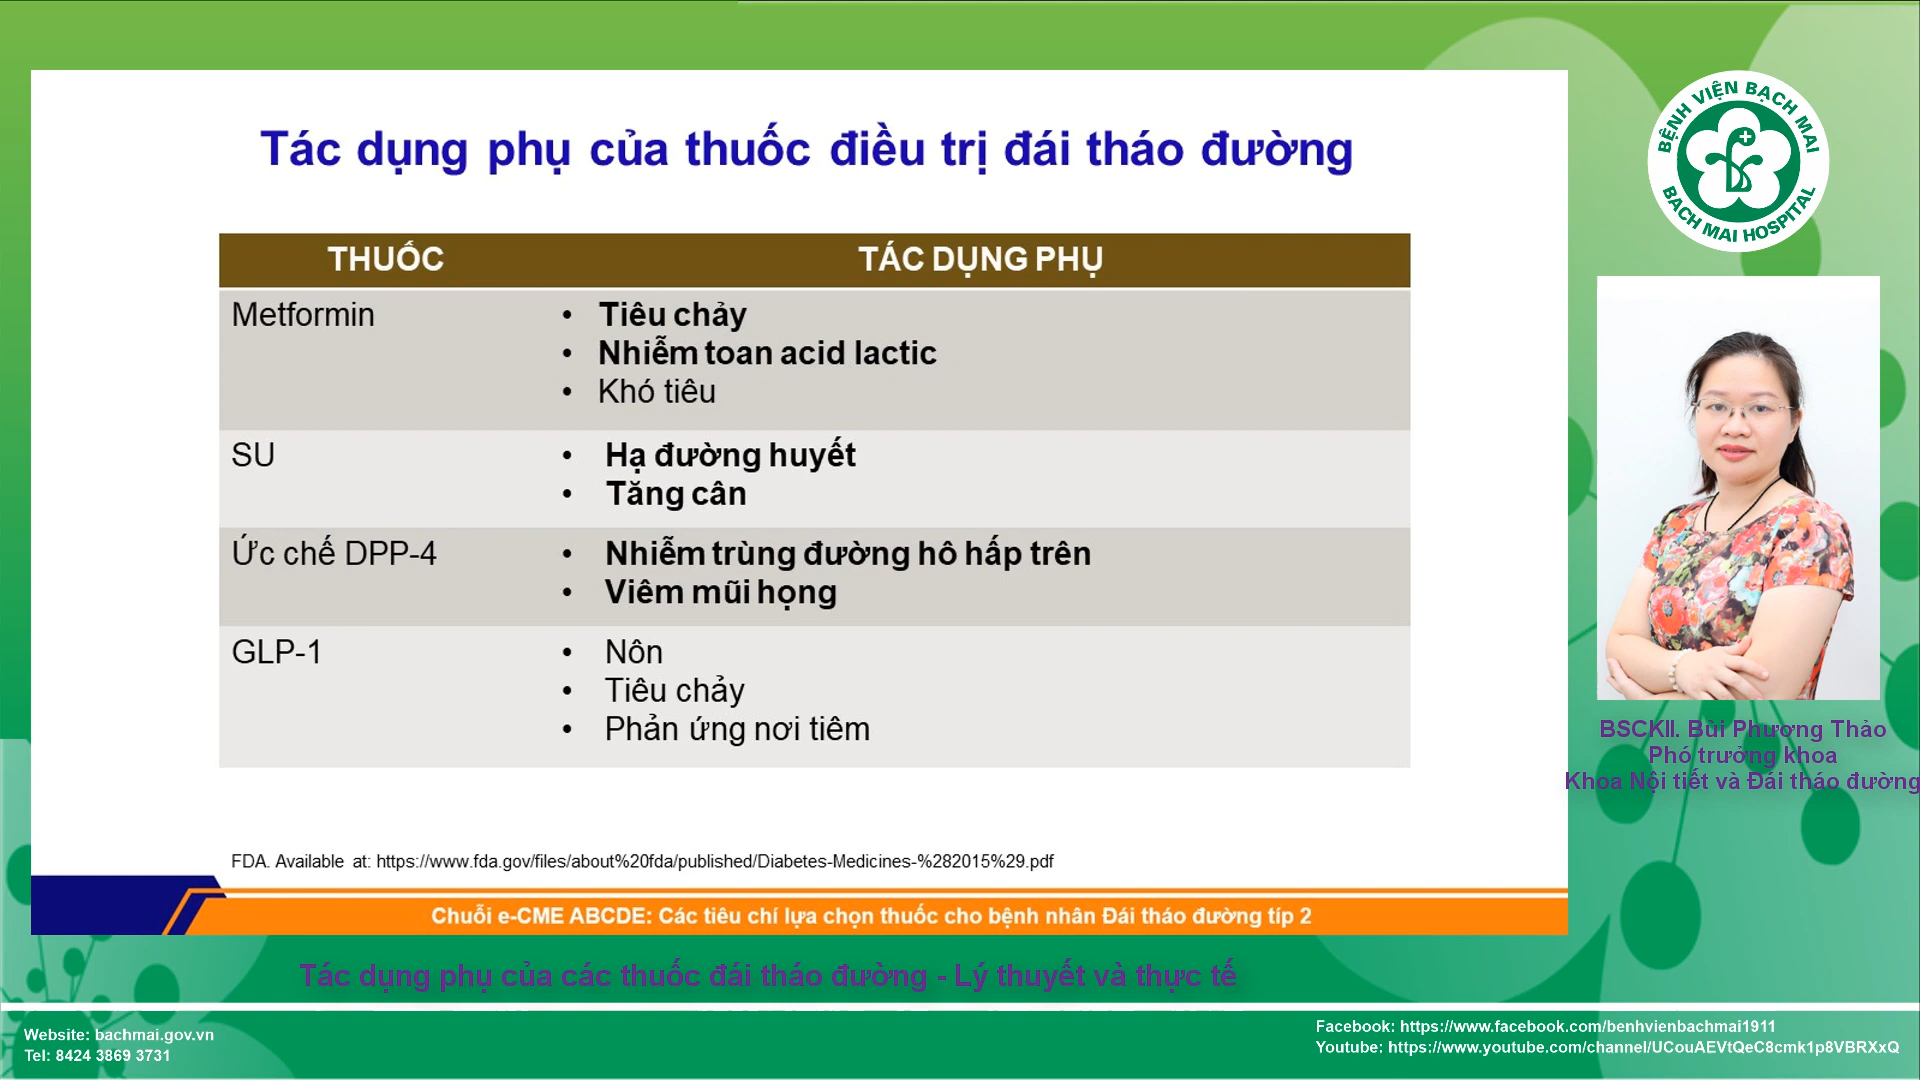 BỆNH VIỆN BẠCH MAI
BACH MAI HOSPITAL
Tác dụng phụ của thuốc điều trị đái tháo đường
THUỐC
TÁC DỤNG PHỤ
Metformin
• Tiêu chảy
• Nhiễm toan acid lactic
• Khó tiêu
SU
• Hạ đường huyết
• Tăng cân
Ức chế DPP-4
• Nhiễm trùng đường hô hấp trên
• Viêm mũi họng
GLP-1
• Nôn
• Tiêu chảy
• Phản ứng nơi tiêm
FDA. Available at: https://www.fda.gov/files/about%20fda/published/Diabetes-Medicines-%282015%29.pdf
Chuỗi e-CME ABCDE: Các tiêu chí lựa chọn thuốc cho bệnh nhân Đái tháo đường típ 2
BSCKII. Bùi Phương Thảo
Phó trưởng khoa
Khoa Nội tiết và Đái tháo đường
Tác dụng phụ của các thuốc đái tháo đường - Lý thuyết và thực tế
Website: bachmai.gov.vn
Tel: 8424 3869 3731
Facebook: https://www.facebook.com/benhvienbachmai1911
Youtube: https://www.youtube.com/channel/UCouAEVtQeC8cmk1p8VBRXxQ